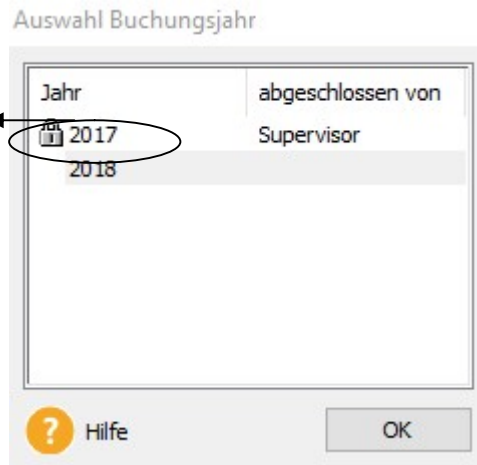 Auswahl Buchungsjahr
Jahr abgeschlossen von
2017 Supervisor
2018
Hilfe OK